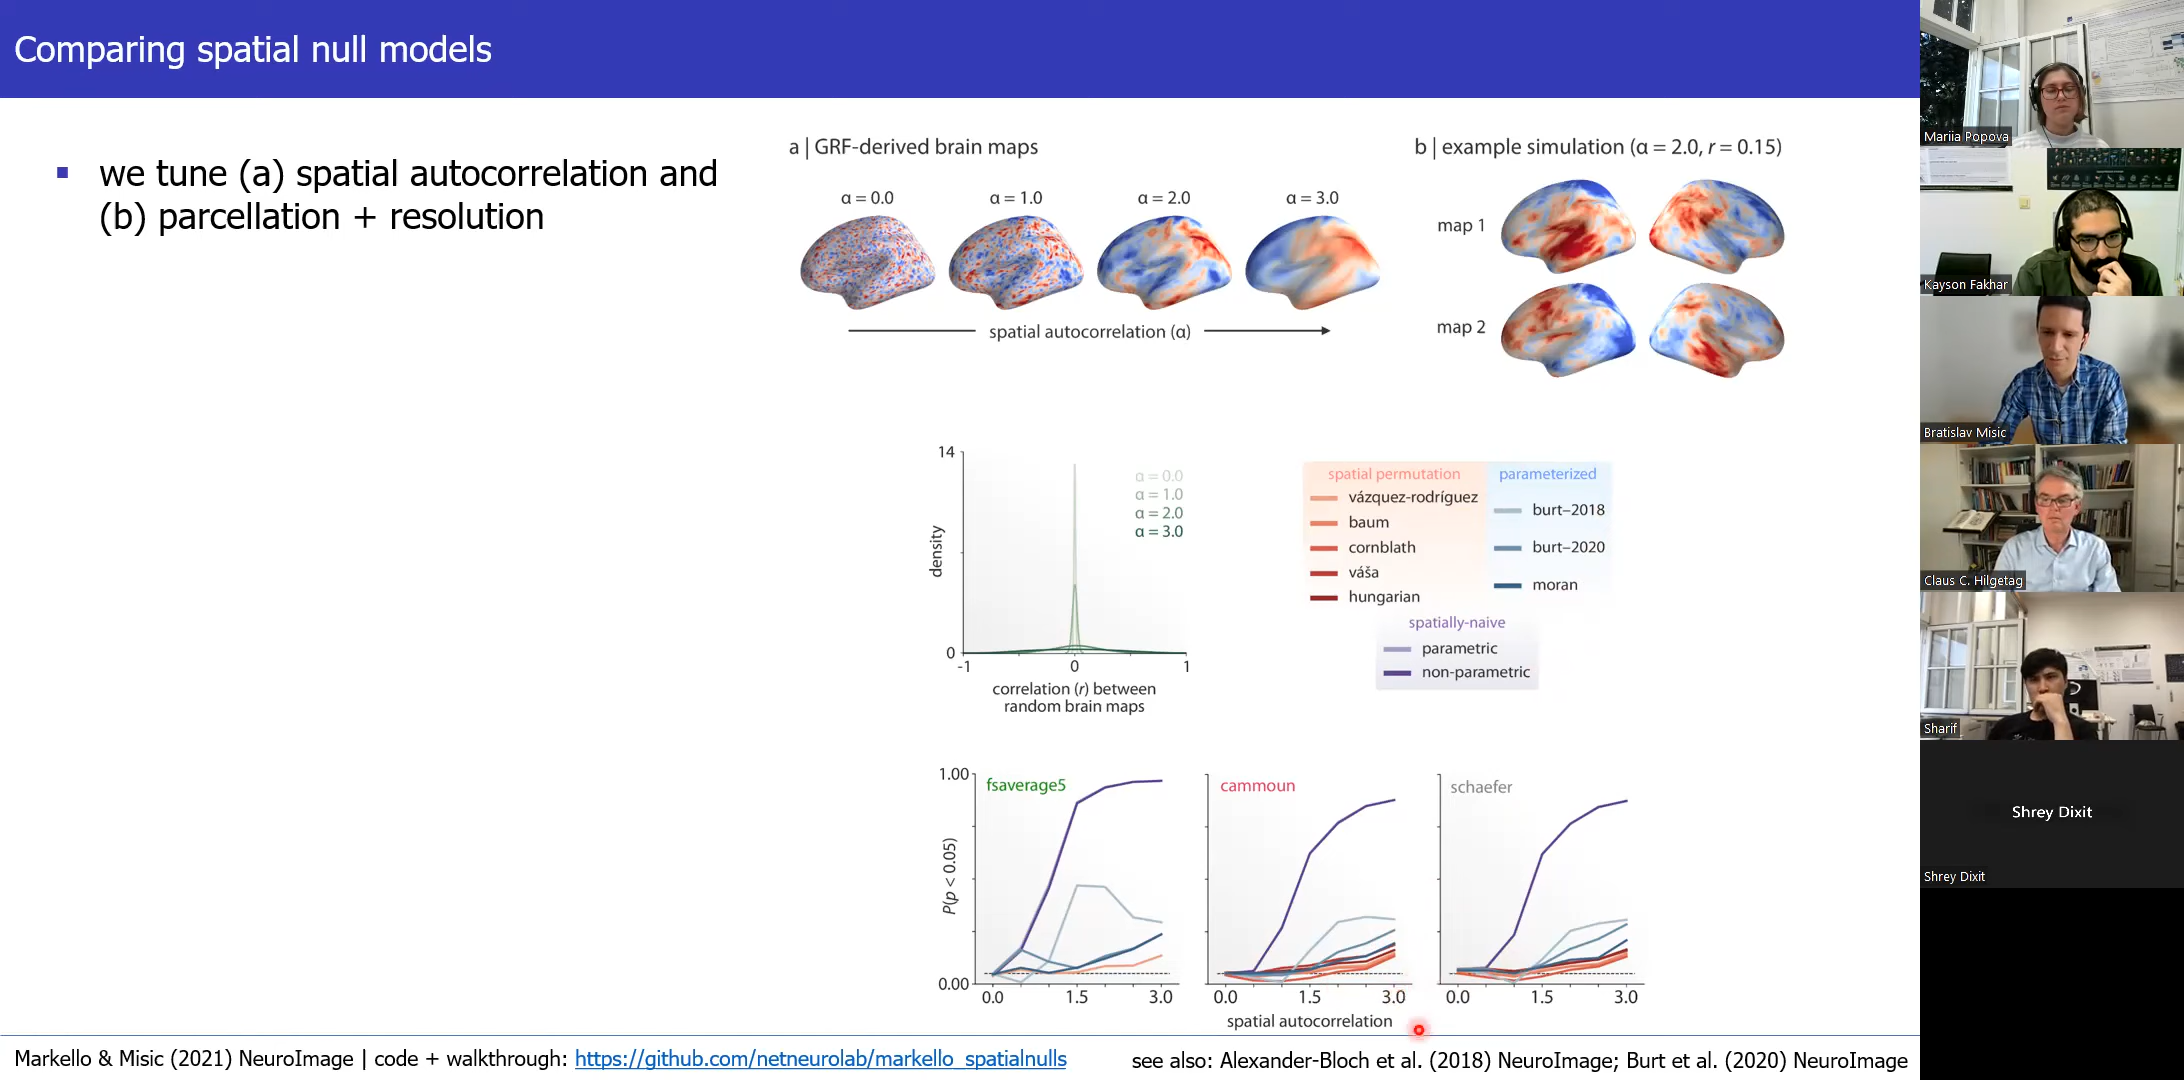 Comparing spatial null models
▪ we tune (a) spatial autocorrelation and
(b) parcellation + resolution
a | GRF-derived brain maps
α = 0.0
α = 1.0
α = 2.0
α = 3.0
spatial autocorrelation (α)
b | example simulation (α = 2.0, r = 0.15)
map 1
map 2
14
0
density
-1
0
1
correlation (r) between
random brain maps
α = 0.0
α = 1.0
α = 2.0
α = 3.0
spatial permutation
vázquez-rodríguez
baum
cornblath
váša
hungarian
parameterized
burt–2018
burt–2020
moran
spatially-naive
parametric
non-parametric
1.00
0.00
P(p < 0.05)
fsaverage5
0.0
1.5
3.0
cammoun
0.0
1.5
3.0
schaefer
0.0
1.5
3.0
spatial autocorrelation
Markello & Misic (2021) NeuroImage | code + walkthrough: https://github.com/netneurolab/markello_spatialnulls
see also: Alexander-Bloch et al. (2018) NeuroImage; Burt et al. (2020) NeuroImage
Mariia Popova
Kayson Fakhar
Bratislav Misic
Claus C. Hilgetag
Sharif
Shrey Dixit
Shrey Dixit